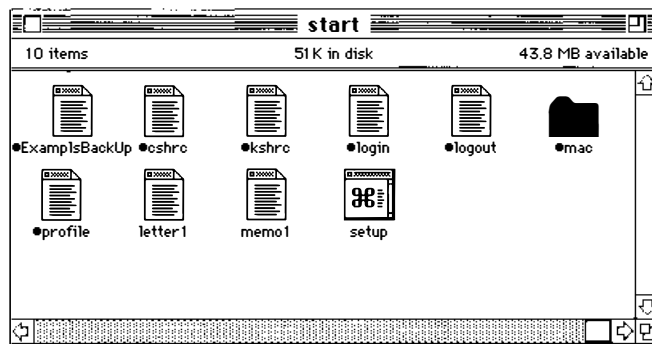 start
10 items 51K in disk 43.8 MB available
●ExamplsBackUp ●cshrc ●kshrc ●login ●logout ●mac
●profile letter1 memo1 setup